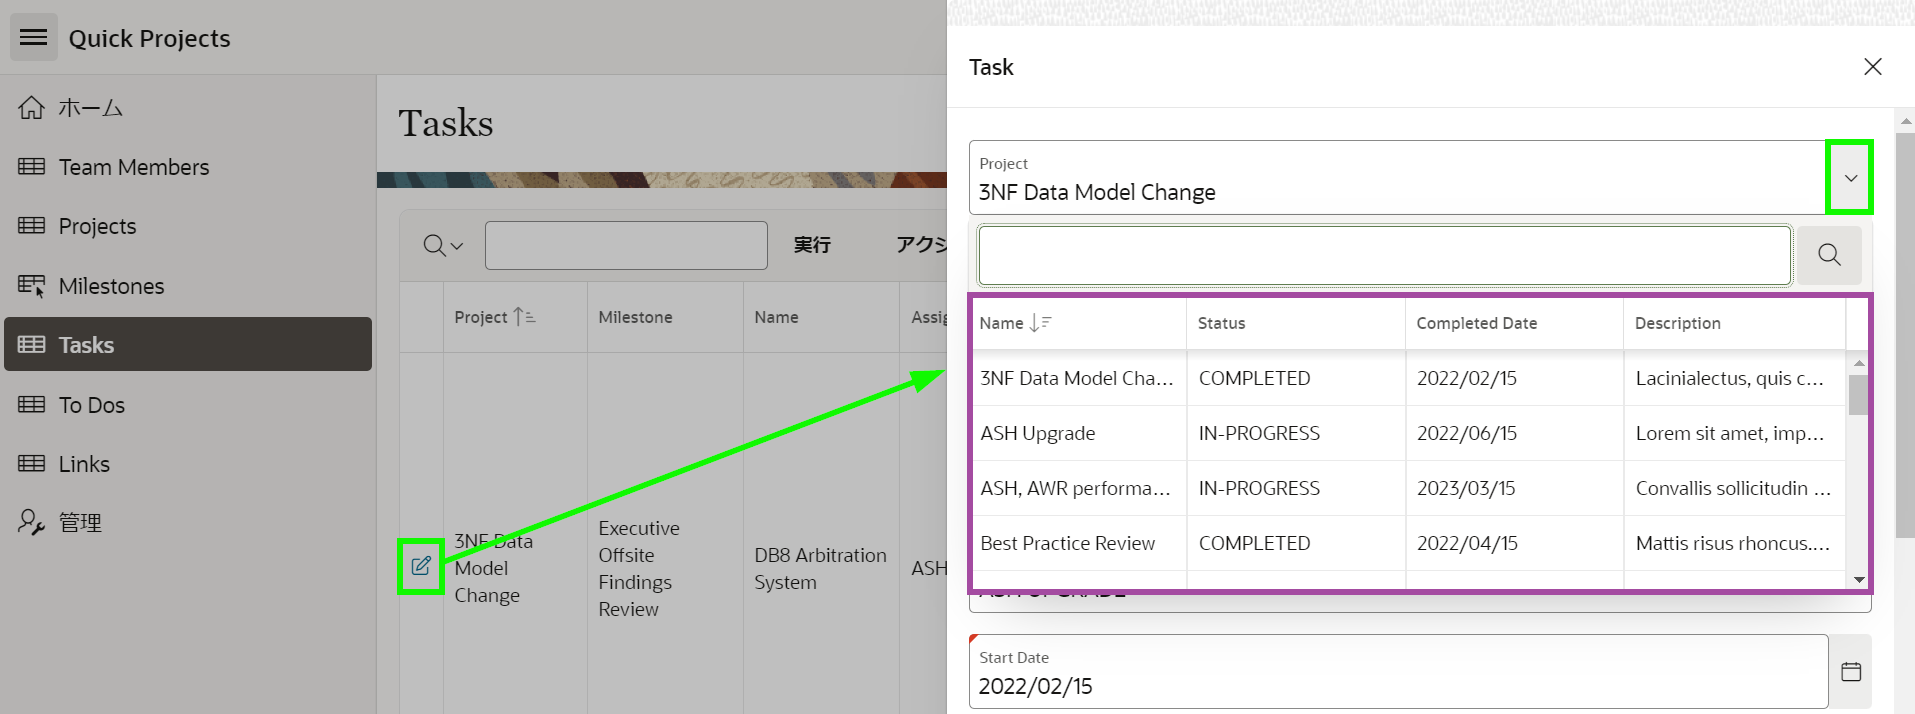 Quick Projects
ホーム
Team Members
Projects
Milestones
Tasks
To Dos
Links
管理
Tasks
実行
アクシ
Project
Milestone
Name
Assig
3NF Data
Model
Change
Executive
Offsite
Findings
Review
DB8 Arbitration
System
ASH
Task
Project
3NF Data Model Change
Name
Status
Completed Date
Description
3NF Data Model Cha... COMPLETED 2022/02/15 Lacinialectus, quis c...
ASH Upgrade IN-PROGRESS 2022/06/15 Lorem sit amet, imp...
ASH, AWR performa... IN-PROGRESS 2023/03/15 Convallis sollicitudin ...
Best Practice Review COMPLETED 2022/04/15 Mattis risus rhoncus....
Start Date
2022/02/15